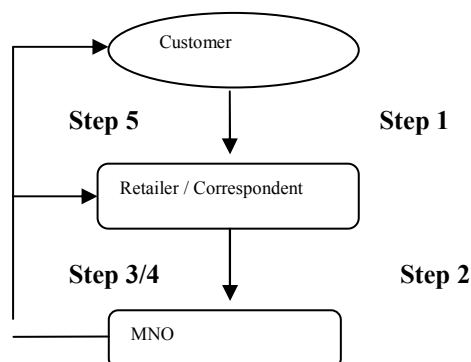 Customer
Step 5 Step 1
Retailer / Correspondent
Step 3/4 Step 2
MNO